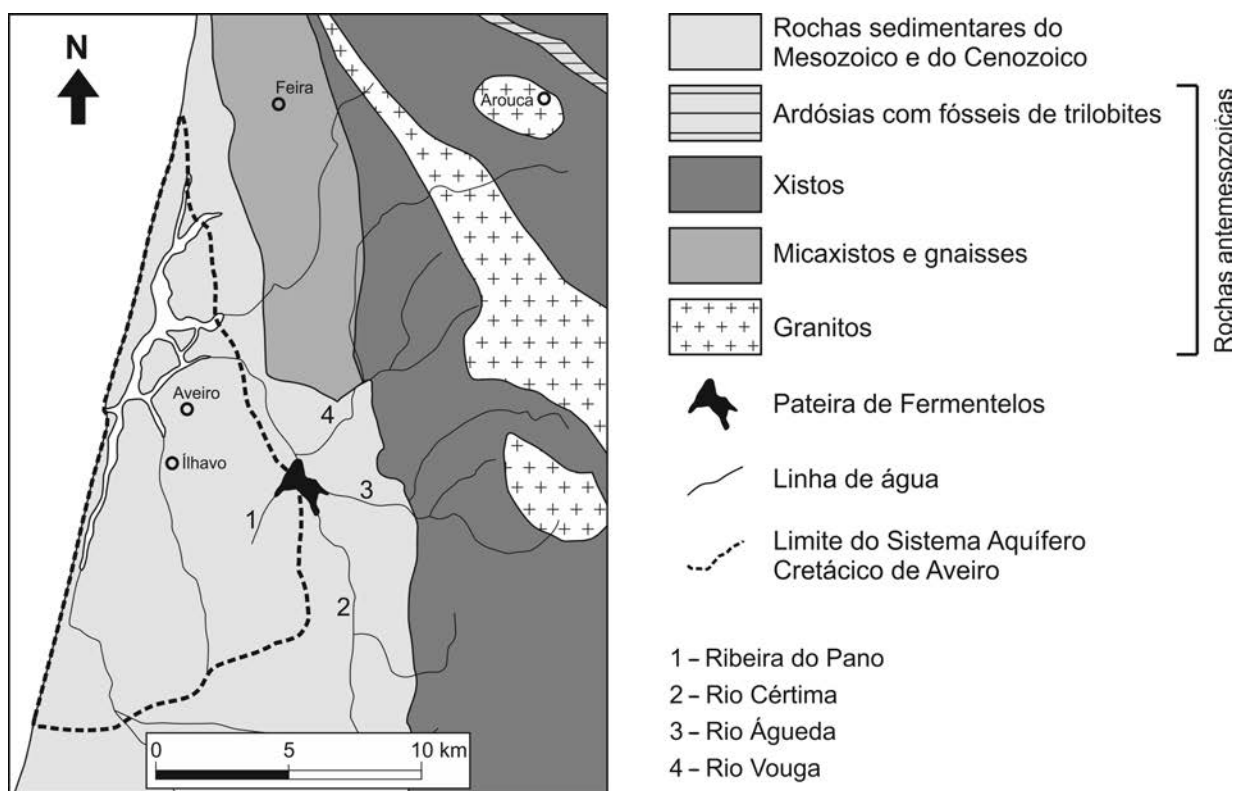 N
Feira
Arouca
Aveiro
Ílhavo
4
3
1
2
0 5 10 km
Rochas sedimentares do
Mesozoico e do Cenozoico
Ardósias com fósseis de trilobites
Xistos
Micaxistos e gnaisses
Granitos
Rochas antemesozoicas
Pateira de Fermentelos
Linha de água
Limite do Sistema Aquífero
Cretácico de Aveiro
1 – Ribeira do Pano
2 – Rio Cértima
3 – Rio Águeda
4 – Rio Vouga